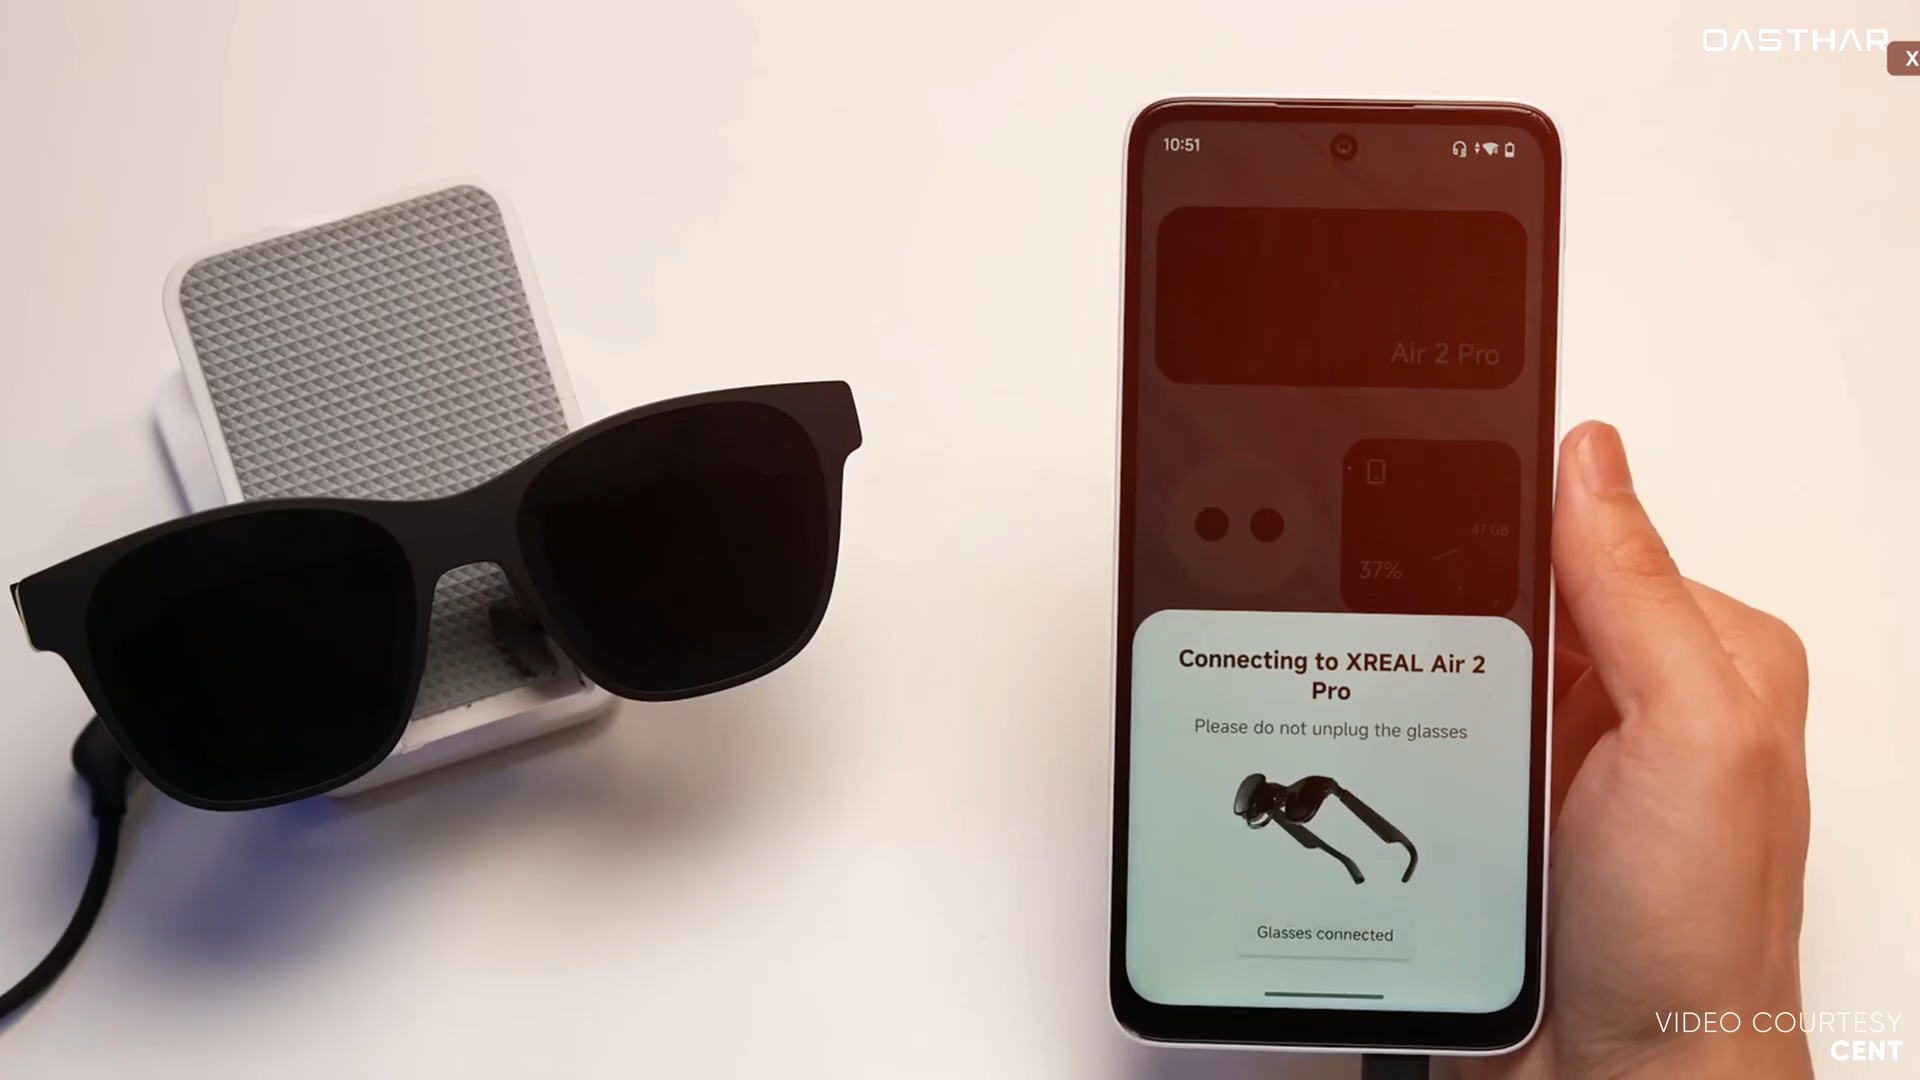 OASTHAR
X
10:51
Air 2 Pro
47 GB
37%
Connecting to XREAL Air 2
Pro
Please do not unplug the glasses
Glasses connected
VIDEO COURTESY
CENT